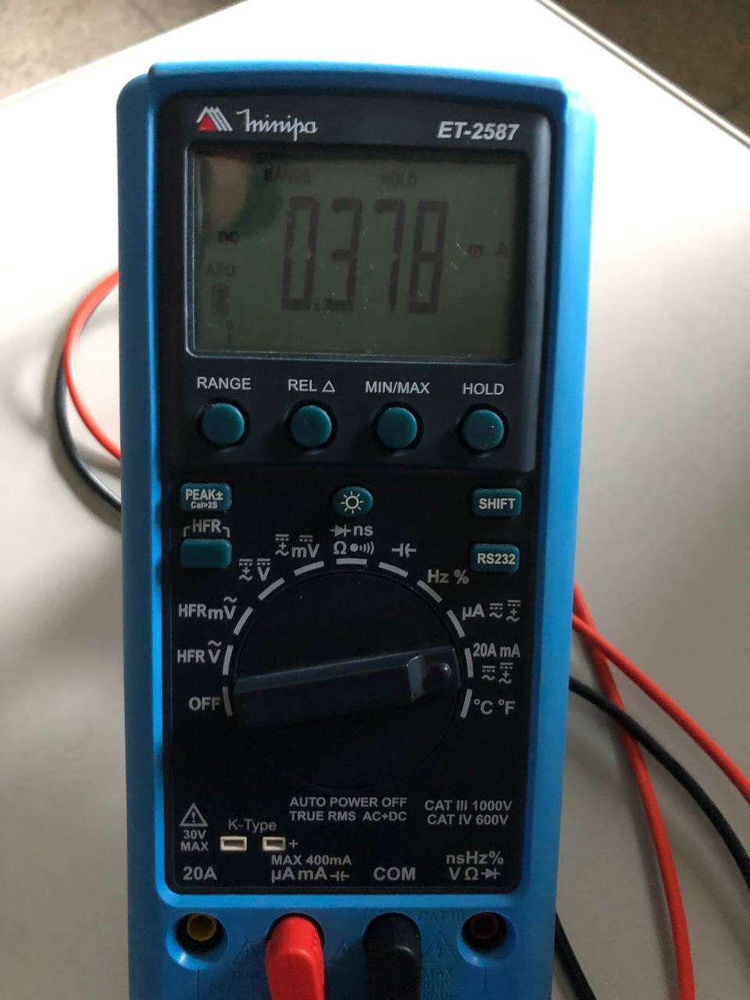 minipa ET-2587
RANGE HOLD
DC 0.378 m A
APO
RANGE REL △ MIN/MAX HOLD
PEAK± SHIFT
Cal>2S
HFR
RS232
ns
Ω
mV
V
Hz %
HFR mV
µA
HFR V
20A mA
OFF
°C °F
AUTO POWER OFF CAT III 1000V
TRUE RMS AC+DC CAT IV 600V
30V
MAX
K-Type
+
MAX 400mA
nsHz%
20A µA mA COM V Ω
CAT III